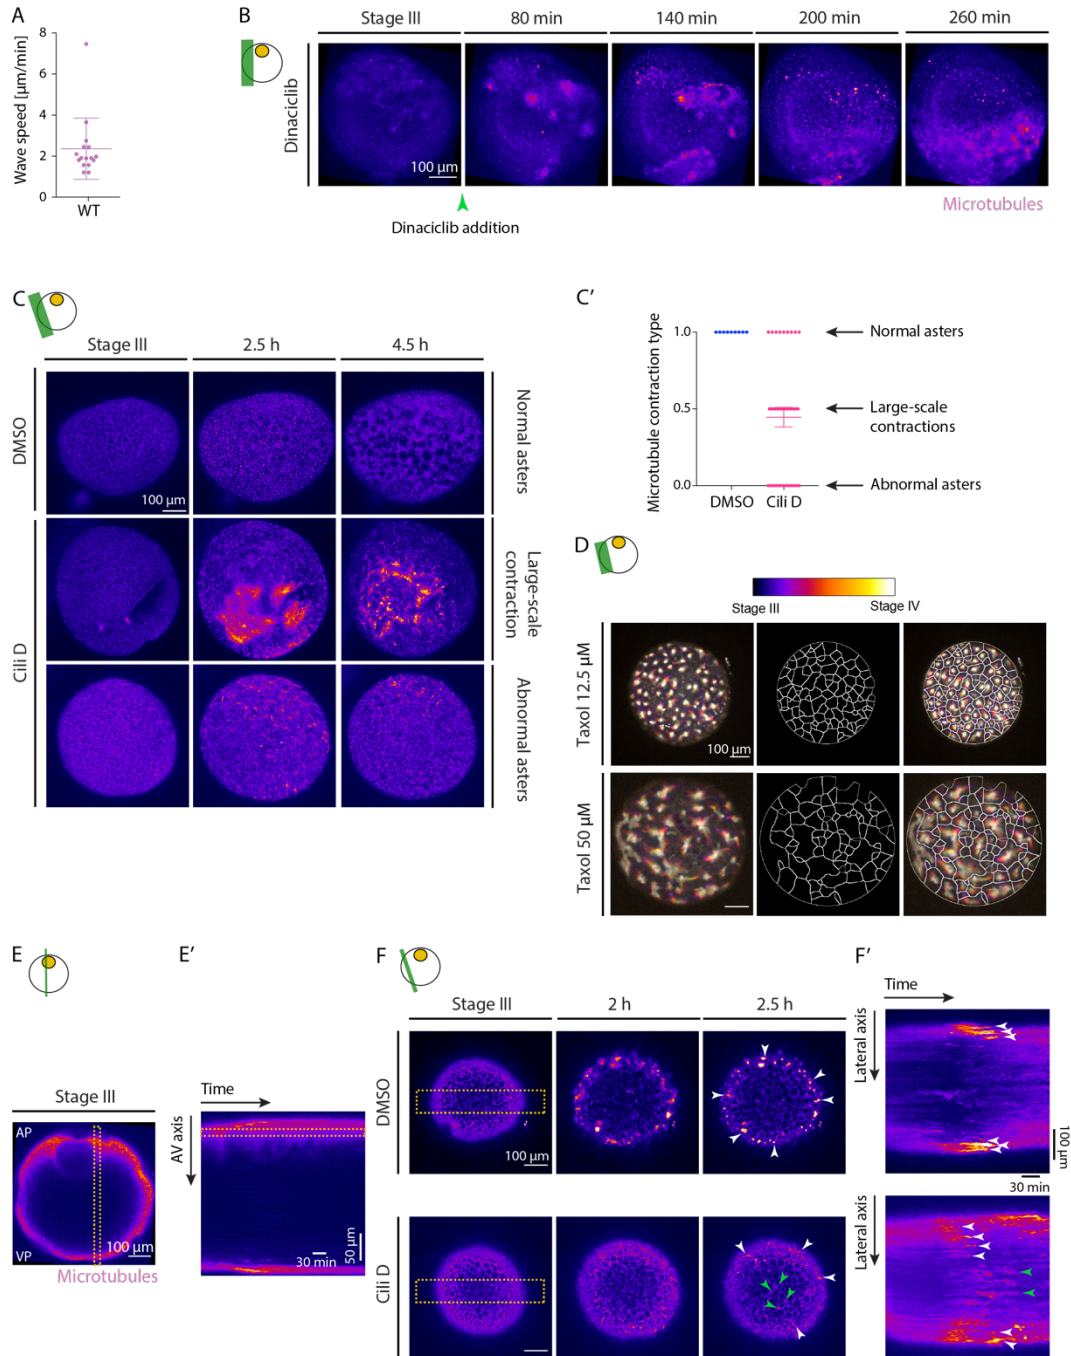 A
Wave speed [µm/min]
8
6
4
2
0
WT
B
Stage III
80 min
140 min
200 min
260 min
Dinaciclib
100 µm
Dinaciclib addition
Microtubules
C
Stage III
2.5 h
4.5 h
DMSO
100 µm
Normal asters
Cili D
Large-scale
contraction
Abnormal asters
C’
Microtubule contraction type
1.0
0.5
0.0
DMSO
Cili D
Normal asters
Large-scale
contractions
Abnormal asters
D
Stage III
Stage IV
Taxol 12.5 µM
100 µm
Taxol 50 µM
E
Stage III
AP
VP
100 µm
Microtubules
E’
Time
AV axis
30 min
50 µm
F
Stage III
2 h
2.5 h
DMSO
100 µm
Cili D
F’
Time
Lateral axis
100 µm
30 min
Lateral axis